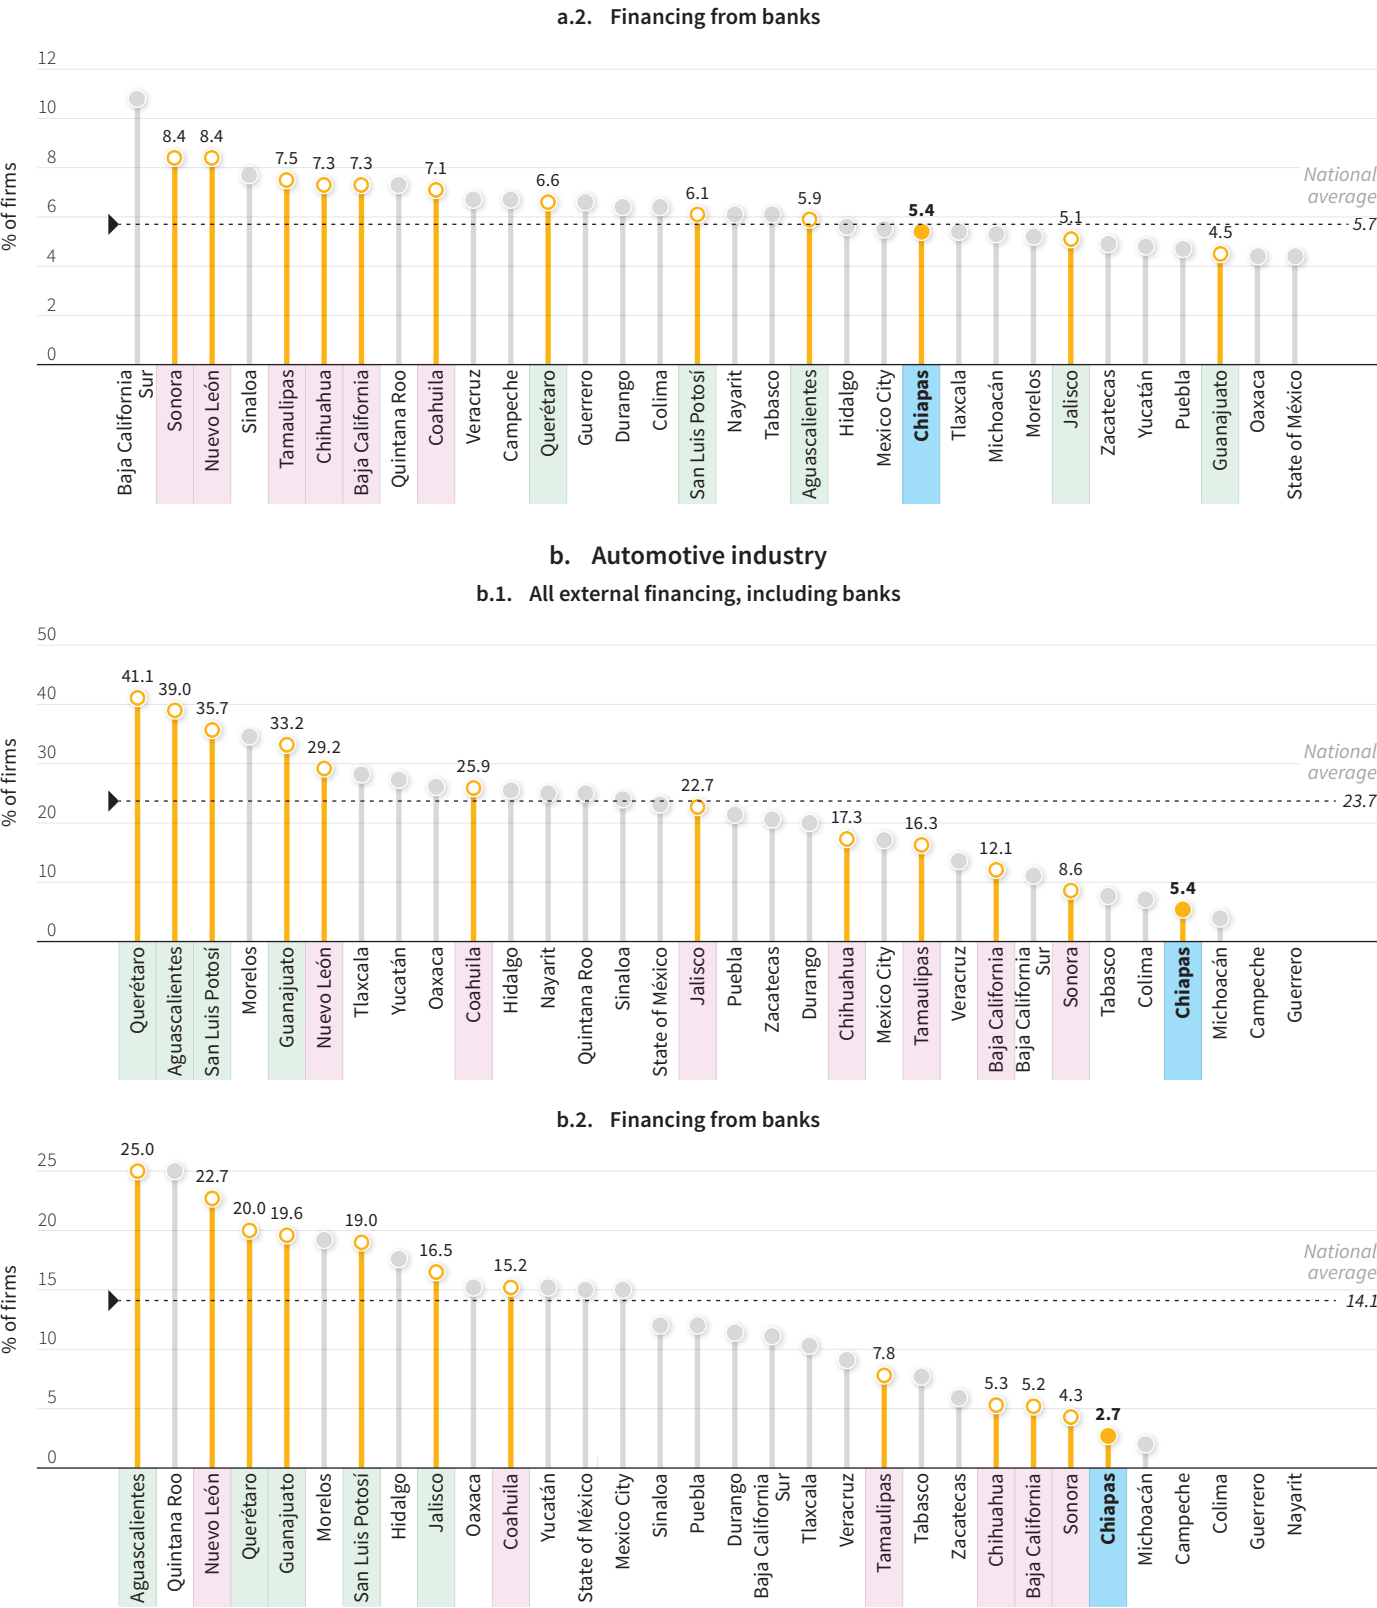 a.2. Financing from banks
12
10
8
6
4
2
0
% of firms
8.4
8.4
7.5
7.3
7.3
7.1
6.6
6.1
5.9
5.4
5.1
4.5
National
average
5.7
Baja California
Sur
Sonora
Nuevo León
Sinaloa
Tamaulipas
Chihuahua
Baja California
Quintana Roo
Coahuila
Veracruz
Campeche
Querétaro
Guerrero
Durango
Colima
San Luis Potosí
Nayarit
Tabasco
Aguascalientes
Hidalgo
Mexico City
Chiapas
Tlaxcala
Michoacán
Morelos
Jalisco
Zacatecas
Yucatán
Puebla
Guanajuato
Oaxaca
State of México
b. Automotive industry
b.1. All external financing, including banks
50
40
30
20
10
0
% of firms
41.1
39.0
35.7
33.2
29.2
25.9
22.7
17.3
16.3
12.1
8.6
5.4
National
average
23.7
Querétaro
Aguascalientes
San Luis Potosí
Morelos
Guanajuato
Nuevo León
Tlaxcala
Yucatán
Oaxaca
Coahuila
Hidalgo
Nayarit
Quintana Roo
Sinaloa
State of México
Jalisco
Puebla
Zacatecas
Durango
Chihuahua
Mexico City
Tamaulipas
Veracruz
Baja California
Baja California
Sur
Sonora
Tabasco
Colima
Chiapas
Michoacán
Campeche
Guerrero
b.2. Financing from banks
25
20
15
10
5
0
% of firms
25.0
22.7
20.0
19.6
19.0
16.5
15.2
7.8
5.3
5.2
4.3
2.7
National
average
14.1
Aguascalientes
Quintana Roo
Nuevo León
Querétaro
Guanajuato
Morelos
San Luis Potosí
Hidalgo
Jalisco
Oaxaca
Coahuila
Yucatán
State of México
Mexico City
Sinaloa
Puebla
Durango
Baja California
Sur
Tlaxcala
Veracruz
Tamaulipas
Tabasco
Zacatecas
Chihuahua
Baja California
Sonora
Chiapas
Michoacán
Campeche
Colima
Guerrero
Nayarit